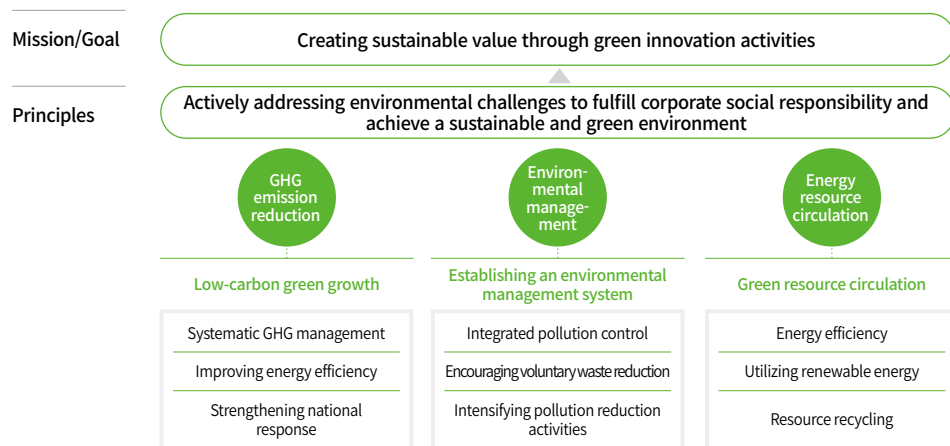 Mission/Goal
Creating sustainable value through green innovation activities
Principles
Actively addressing environmental challenges to fulfill corporate social responsibility and
achieve a sustainable and green environment
GHG
emission
reduction
Environ-
mental
manage-
ment
Energy
resource
circulation
Low-carbon green growth
Establishing an environmental
management system
Green resource circulation
Systematic GHG management
Improving energy efficiency
Strengthening national
response
Integrated pollution control
Encouraging voluntary waste reduction
Intensifying pollution reduction
activities
Energy efficiency
Utilizing renewable energy
Resource recycling